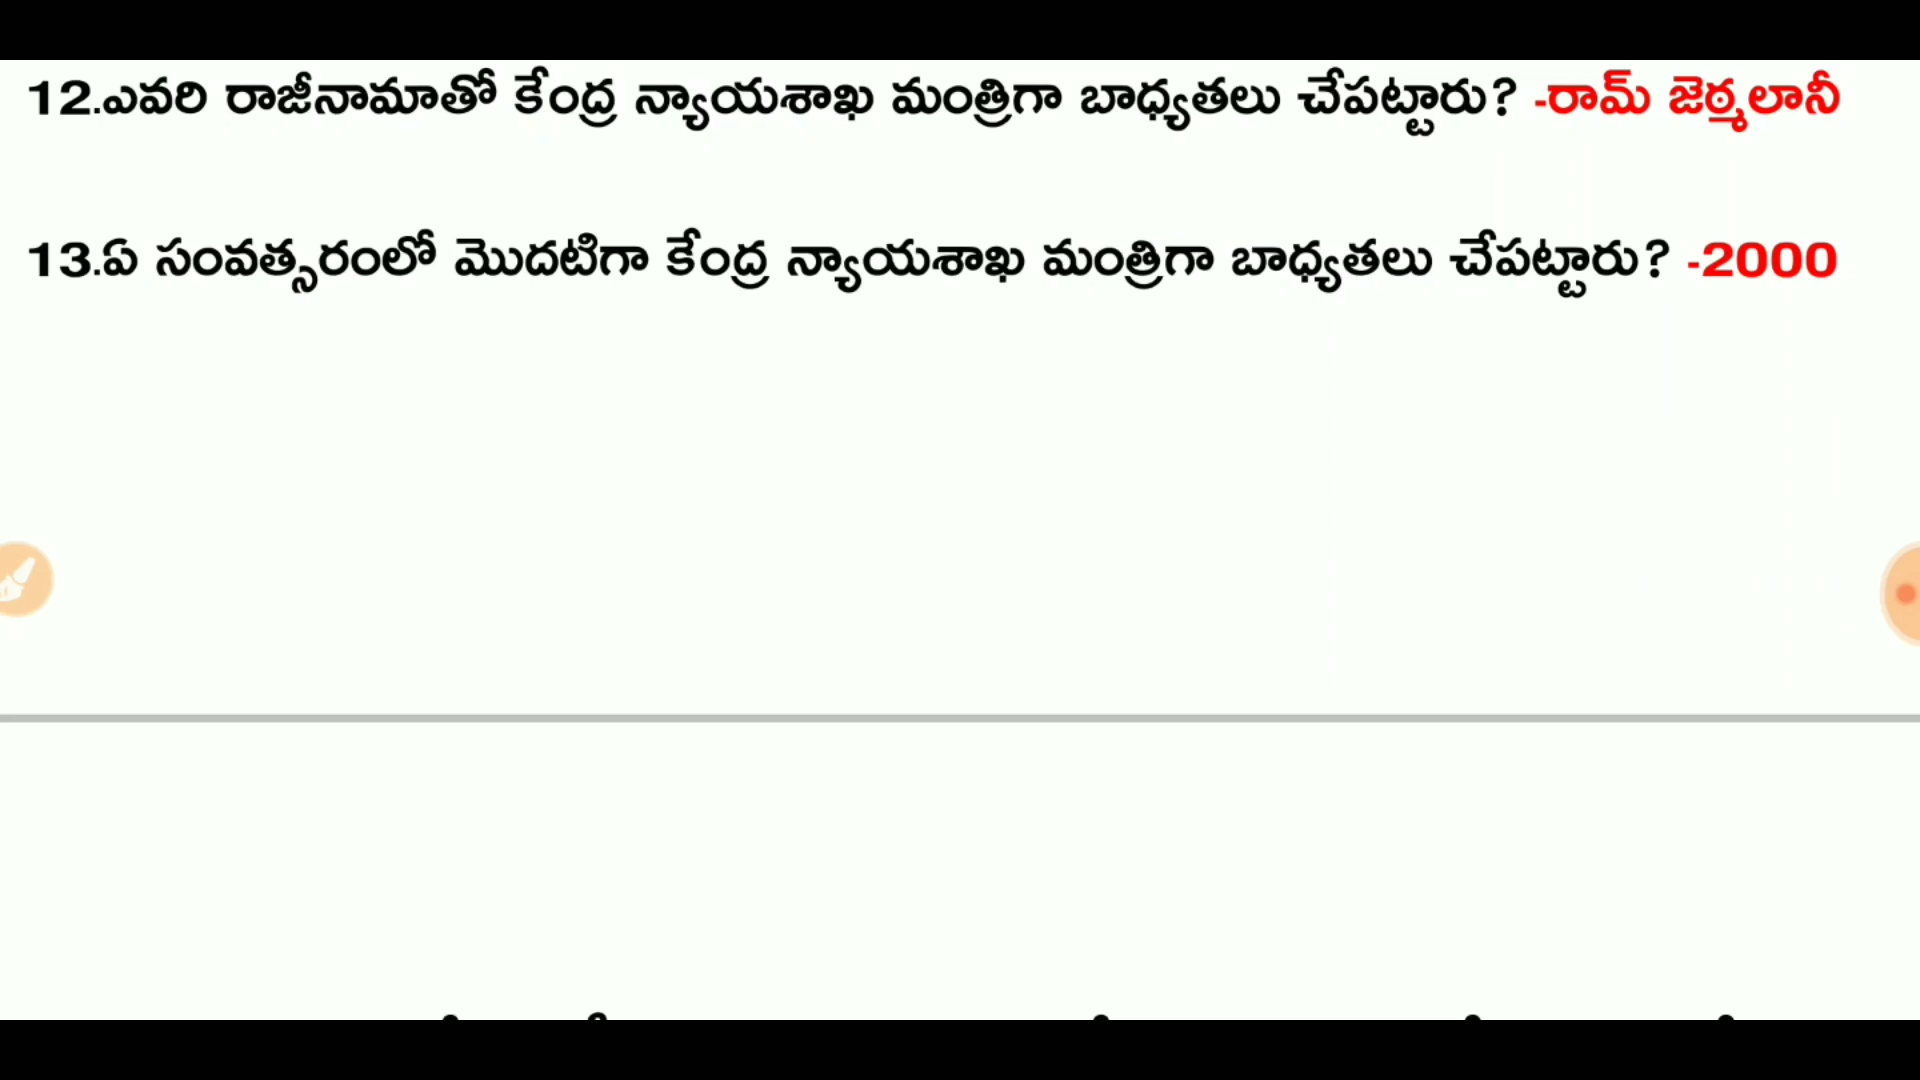 12.ఎవరి రాజీనామాతో కేంద్ర న్యాయశాఖ మంత్రిగా బాధ్యతలు చేపట్టారు? -రామ్ జెఠ్మలానీ
13.ఏ సంవత్సరంలో మొదటిగా కేంద్ర న్యాయశాఖ మంత్రిగా బాధ్యతలు చేపట్టారు? -2000